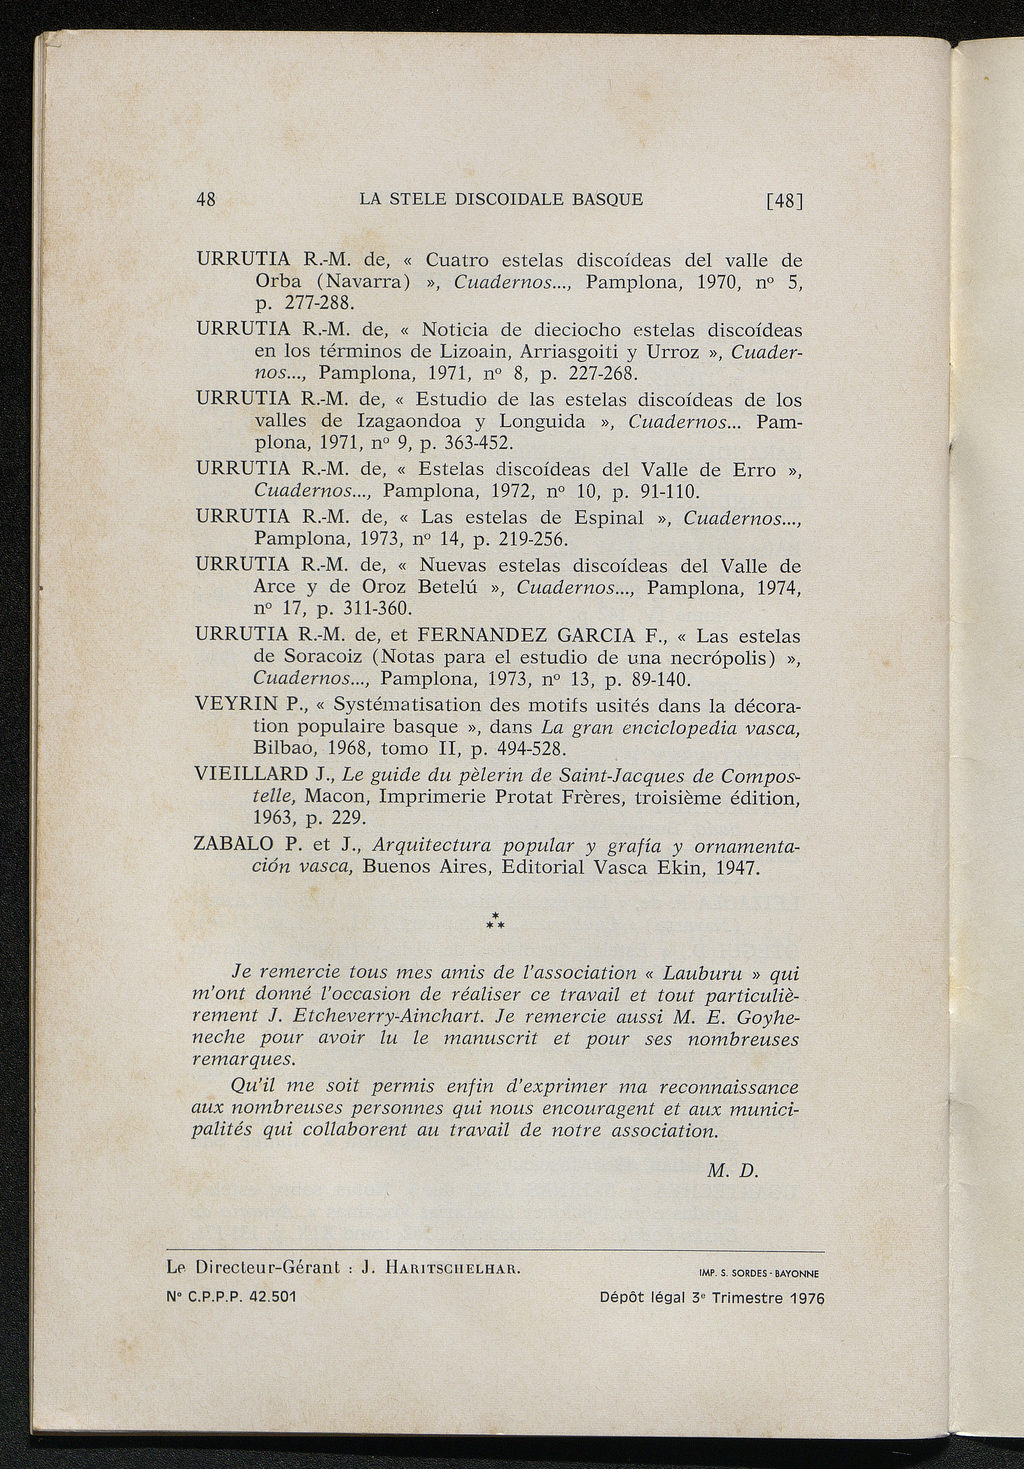 48 LA STELE DISCOIDALE BASQUE [48]
URRUTIA R.-M. de, « Cuatro estelas discoídeas del valle de
Orba (Navarra) », Cuadernos..., Pamplona, 1970, nº 5,
p. 277-288.
URRUTIA R.-M. de, « Noticia de dieciocho estelas discoídeas
en los términos de Lizoain, Arriasgoiti y Urroz », Cuader-
nos..., Pamplona, 1971, nº 8, p. 227-268.
URRUTIA R.-M. de, « Estudio de las estelas discoídeas de los
valles de Izagaondoa y Longuida », Cuadernos... Pam-
plona, 1971, nº 9, p. 363-452.
URRUTIA R.-M. de, « Estelas discoídeas del Valle de Erro »,
Cuadernos..., Pamplona, 1972, nº 10, p. 91-110.
URRUTIA R.-M. de, « Las estelas de Espinal », Cuadernos...,
Pamplona, 1973, nº 14, p. 219-256.
URRUTIA R.-M. de, « Nuevas estelas discoídeas del Valle de
Arce y de Oroz Betelú », Cuadernos..., Pamplona, 1974,
nº 17, p. 311-360.
URRUTIA R.-M. de, et FERNANDEZ GARCIA F., « Las estelas
de Soracoiz (Notas para el estudio de una necrópolis) »,
Cuadernos..., Pamplona, 1973, nº 13, p. 89-140.
VEYRIN P., « Systématisation des motifs usités dans la décora-
tion populaire basque », dans La gran enciclopedia vasca,
Bilbao, 1968, tomo II, p. 494-528.
VIEILLARD J., Le guide du pèlerin de Saint-Jacques de Compos-
telle, Macon, Imprimerie Protat Frères, troisième édition,
1963, p. 229.
ZABALO P. et J., Arquitectura popular y grafía y ornamenta-
ción vasca, Buenos Aires, Editorial Vasca Ekin, 1947.
⁂
Je remercie tous mes amis de l'association « Lauburu » qui
m'ont donné l'occasion de réaliser ce travail et tout particuliè-
rement J. Etcheverry-Ainchart. Je remercie aussi M. E. Goyhe-
neche pour avoir lu le manuscrit et pour ses nombreuses
remarques.
Qu'il me soit permis enfin d'exprimer ma reconnaissance
aux nombreuses personnes qui nous encouragent et aux munici-
palités qui collaborent au travail de notre association.
M. D.
Le Directeur-Gérant : J. HARITSCHELHAR. IMP. S. SORDES - BAYONNE
N° C.P.P.P. 42.501 Dépôt légal 3e Trimestre 1976